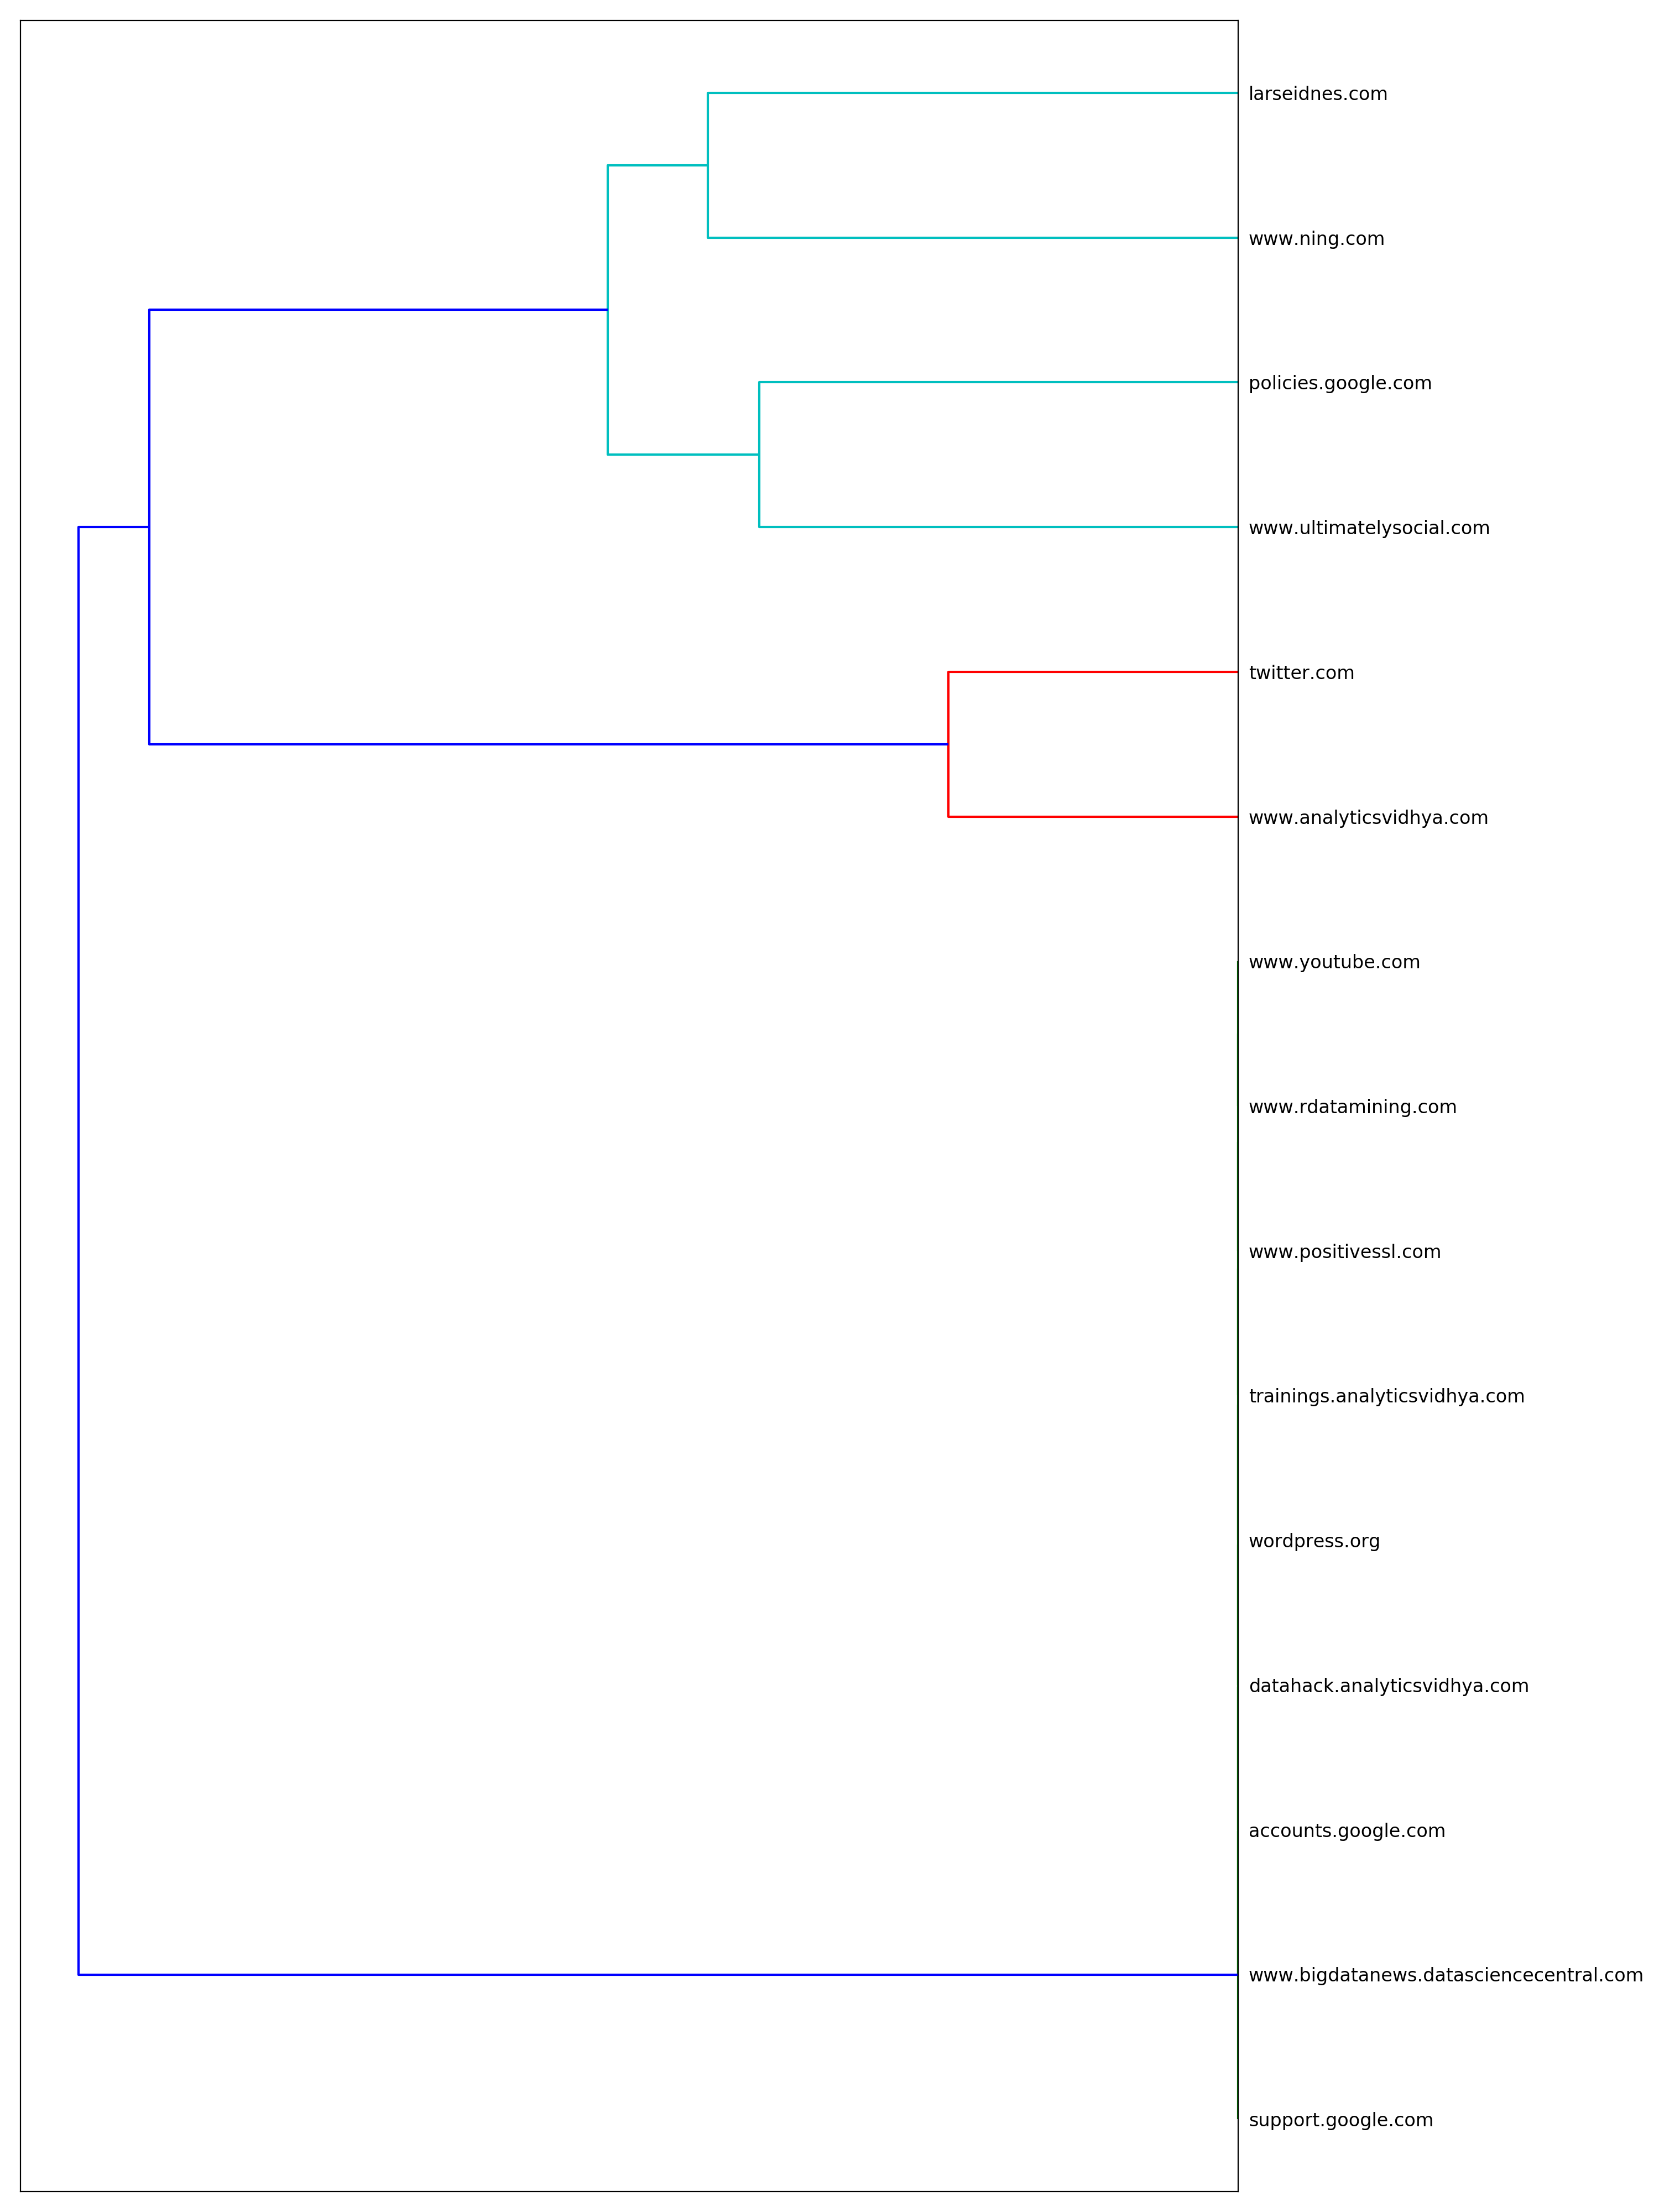 larseidnes.com
www.ning.com
policies.google.com
www.ultimatelysocial.com
twitter.com
www.analyticsvidhya.com
www.youtube.com
www.rdatamining.com
www.positivessl.com
trainings.analyticsvidhya.com
wordpress.org
datahack.analyticsvidhya.com
accounts.google.com
www.bigdatanews.datasciencecentral.com
support.google.com